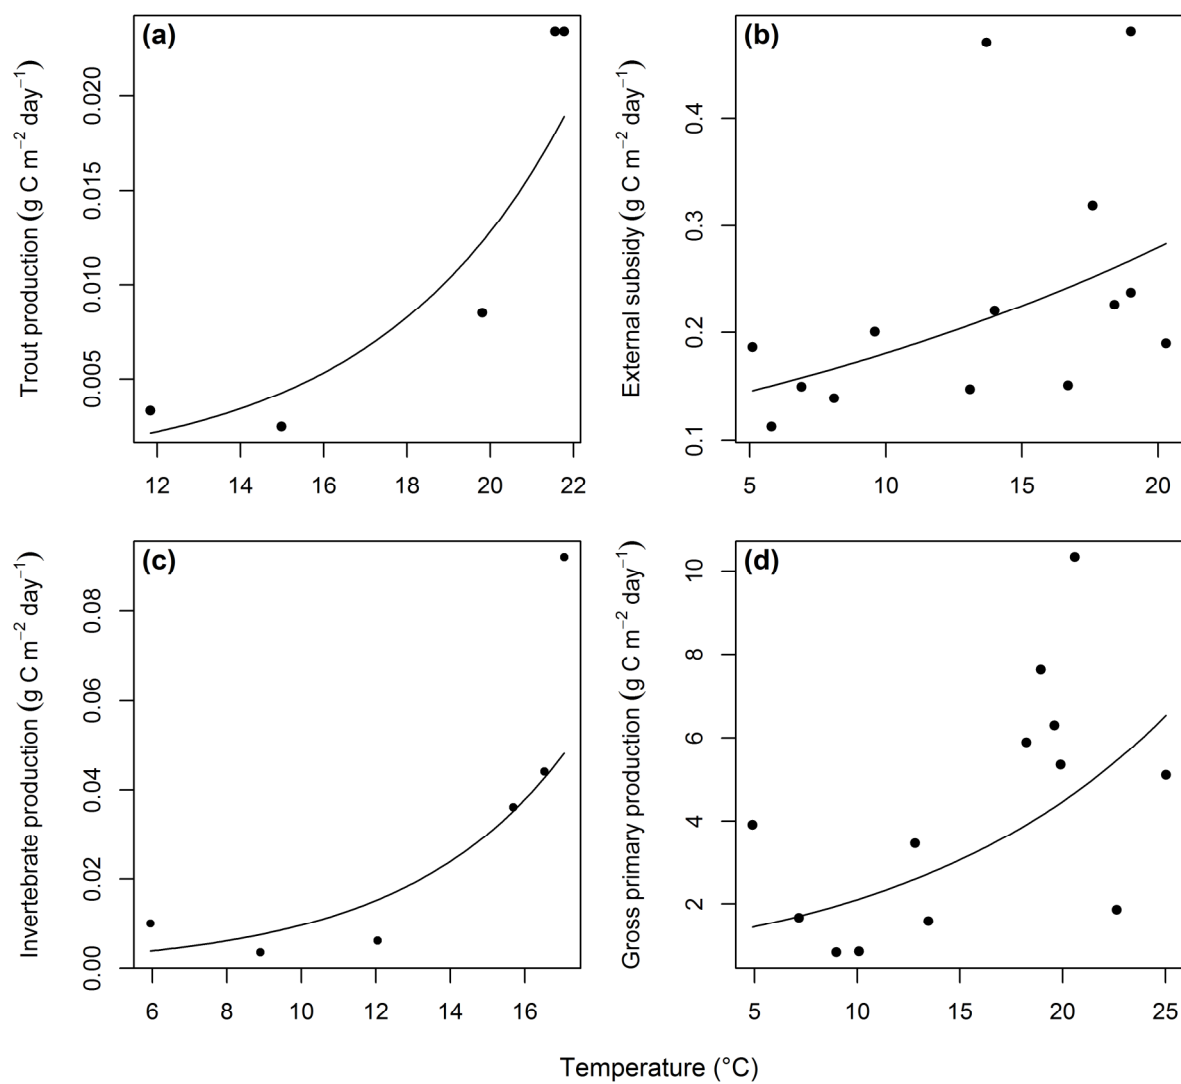 (a)
Trout production (g C m⁻² day⁻¹)
0.020
0.015
0.010
0.005
12 14 16 18 20 22
(b)
External subsidy (g C m⁻² day⁻¹)
0.4
0.3
0.2
0.1
5 10 15 20
(c)
Invertebrate production (g C m⁻² day⁻¹)
0.08
0.06
0.04
0.02
0.00
6 8 10 12 14 16
(d)
Gross primary production (g C m⁻² day⁻¹)
10
8
6
4
2
5 10 15 20 25
Temperature (°C)